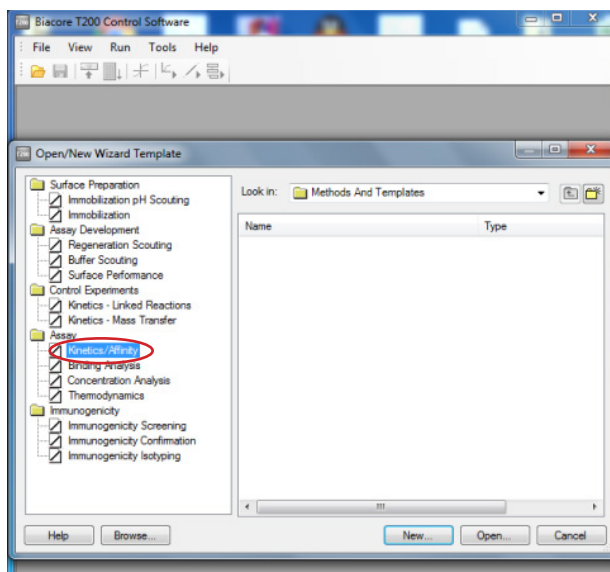 Biacore T200 Control Software
File View Run Tools Help
Open/New Wizard Template
Surface Preparation
Immobilization pH Scouting
Immobilization
Assay Development
Regeneration Scouting
Buffer Scouting
Surface Performance
Control Experiments
Kinetics - Linked Reactions
Kinetics - Mass Transfer
Assay
Kinetics/Affinity
Binding Analysis
Concentration Analysis
Thermodynamics
Immunogenicity
Immunogenicity Screening
Immunogenicity Confirmation
Immunogenicity Isotyping
Look in: Methods And Templates
Name Type
Help Browse... New... Open... Cancel